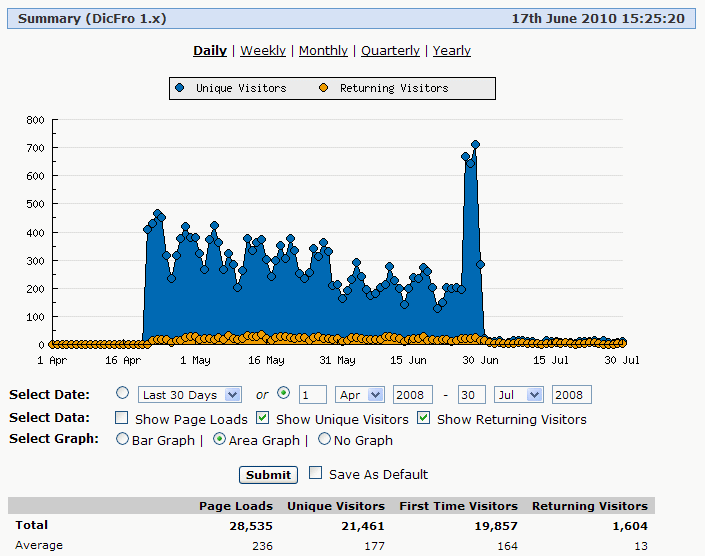 Summary (DicFro 1.x) 17th June 2010 15:25:20
Daily | Weekly | Monthly | Quarterly | Yearly
Unique Visitors Returning Visitors
800
700
600
500
400
300
200
100
0
1 Apr 16 Apr 1 May 16 May 31 May 15 Jun 30 Jun 15 Jul 30 Jul
Select Date: Last 30 Days or 1 Apr 2008 - 30 Jul 2008
Select Data: Show Page Loads Show Unique Visitors Show Returning Visitors
Select Graph: Bar Graph | Area Graph | No Graph
Submit Save As Default
Page Loads Unique Visitors First Time Visitors Returning Visitors
Total 28,535 21,461 19,857 1,604
Average 236 177 164 13